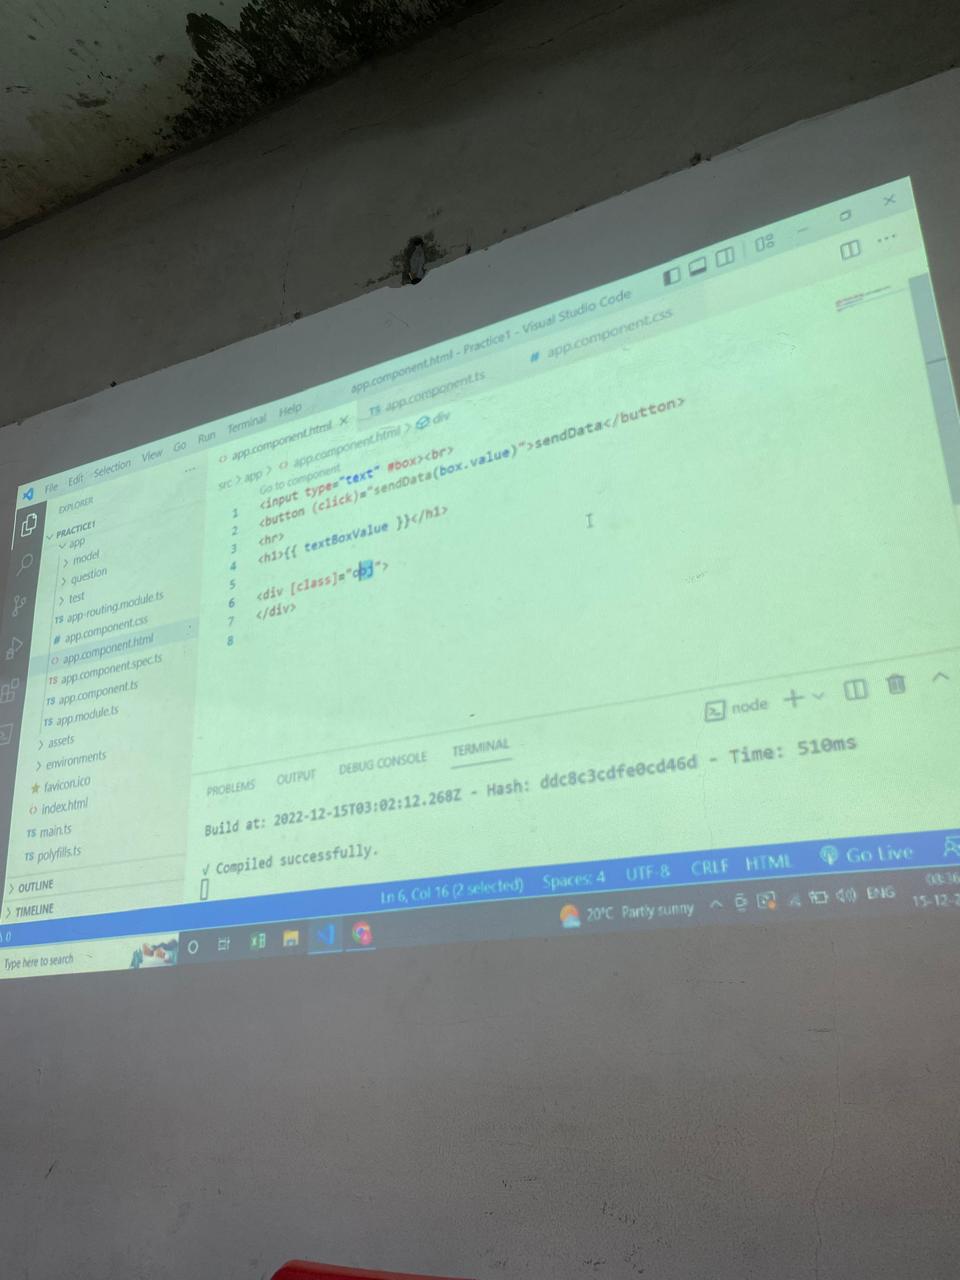 File Edit Selection View Go Run Terminal Help
app.component.html - Practice1 - Visual Studio Code
EXPLORER
PRACTICE1
app
model
question
test
TS app-routing.module.ts
# app.component.css
<> app.component.html
TS app.component.spec.ts
TS app.component.ts
TS app.module.ts
assets
environments
favicon.ico
<> index.html
TS main.ts
TS polyfills.ts
OUTLINE
TIMELINE
<> app.component.html ×
TS app.component.ts
# app.component.css
src > app > <> app.component.html > div
Go to component
1 <input type="text" #box><br>
2 <button (click)="sendData(box.value)">sendData</button>
3 <hr>
4 <h1>{{ textBoxValue }}</h1>
5
6 <div [class]="obj">
7 </div>
8
PROBLEMS OUTPUT DEBUG CONSOLE TERMINAL
node
Build at: 2022-12-15T03:02:12.268Z - Hash: ddc8c3cdfe0cd46d - Time: 510ms
√ Compiled successfully.
0
Ln 6, Col 16 (2 selected) Spaces: 4 UTF-8 CRLF HTML Go Live
Type here to search
20°C Partly sunny
ENG